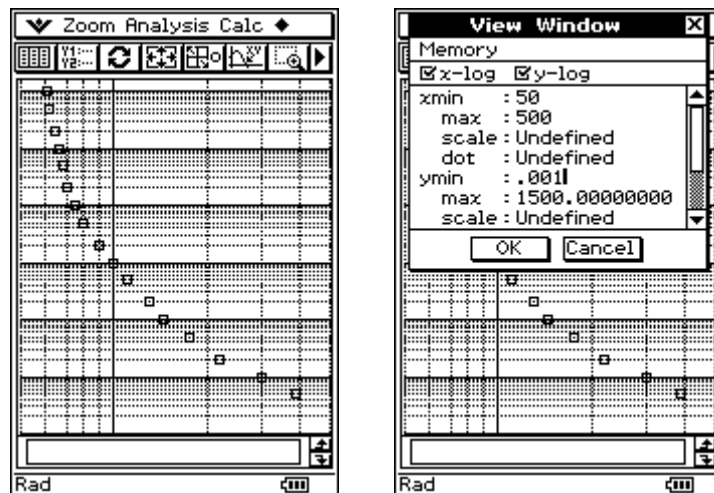 Zoom Analysis Calc
Rad
View Window
Memory
x-log y-log
xmin :50
max :500
scale:Undefined
dot :Undefined
ymin :.001
max :1500.00000000
scale:Undefined
OK Cancel
Rad